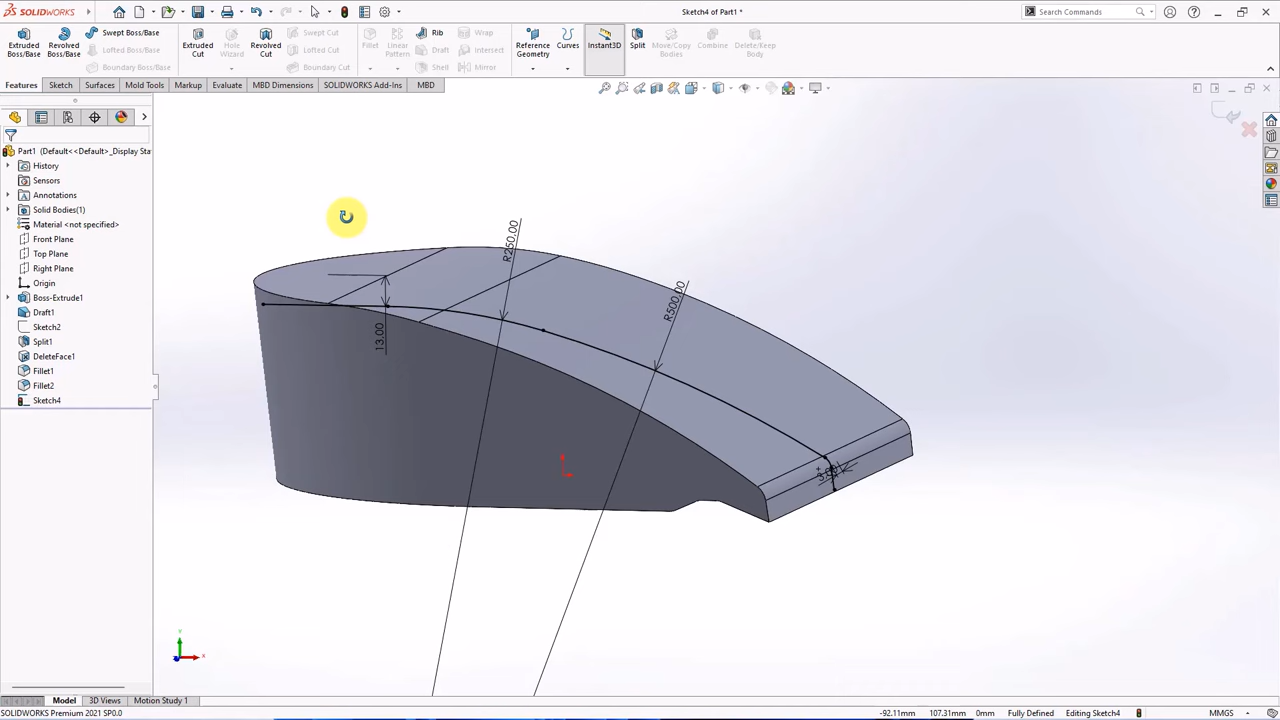 SOLIDWORKS
Sketch4 of Part1 *
Search Commands
Extruded Boss/Base
Revolved Boss/Base
Swept Boss/Base
Lofted Boss/Base
Boundary Boss/Base
Extruded Cut
Hole Wizard
Revolved Cut
Swept Cut
Lofted Cut
Boundary Cut
Fillet
Linear Pattern
Rib
Draft
Shell
Wrap
Intersect
Mirror
Reference Geometry
Curves
Instant3D
Split
Move/Copy Bodies
Combine
Delete/Keep Body
Features
Sketch
Surfaces
Mold Tools
Markup
Evaluate
MBD Dimensions
SOLIDWORKS Add-Ins
MBD
Part1 (Default<<Default>_Display Sta
History
Sensors
Annotations
Solid Bodies(1)
Material <not specified>
Front Plane
Top Plane
Right Plane
Origin
Boss-Extrude1
Draft1
Sketch2
Split1
DeleteFace1
Fillet1
Fillet2
Sketch4
R250.00
R500.00
13.00
Y
X
Model
3D Views
Motion Study 1
SOLIDWORKS Premium 2021 SP0.0
-92.11mm
107.31mm
0mm
Fully Defined
Editing Sketch4
MMGS